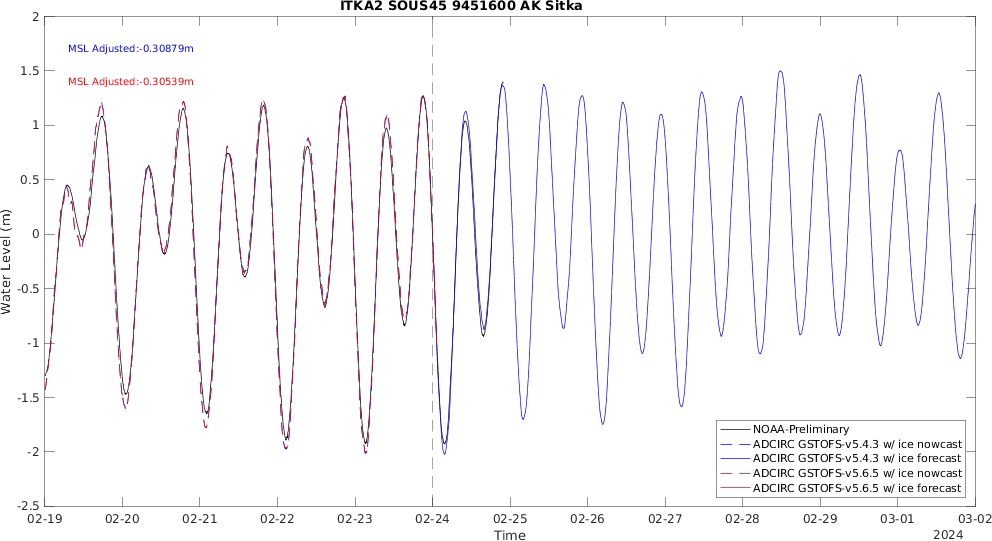 ITKA2 SOUS45 9451600 AK Sitka
MSL Adjusted:-0.30879m
MSL Adjusted:-0.30539m
2
1.5
1
0.5
0
-0.5
-1
-1.5
-2
-2.5
Water Level (m)
NOAA-Preliminary
ADCIRC GSTOFS-v5.4.3 w/ ice nowcast
ADCIRC GSTOFS-v5.4.3 w/ ice forecast
ADCIRC GSTOFS-v5.6.5 w/ ice nowcast
ADCIRC GSTOFS-v5.6.5 w/ ice forecast
02-19 02-20 02-21 02-22 02-23 02-24 02-25 02-26 02-27 02-28 02-29 03-01 03-02
Time
2024